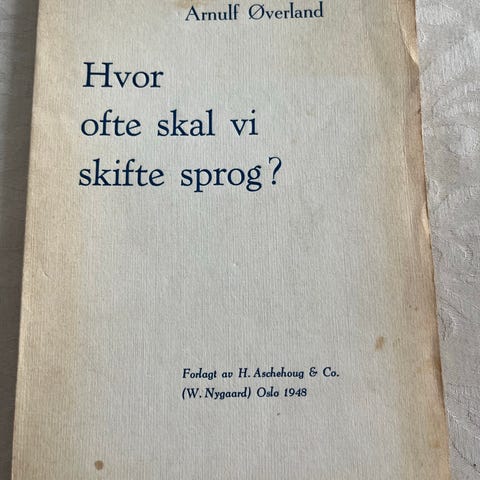 Arnulf Øverland
Hvor
ofte skal vi
skifte sprog?
Forlagt av H. Aschehoug & Co.
(W. Nygaard) Oslo 1948